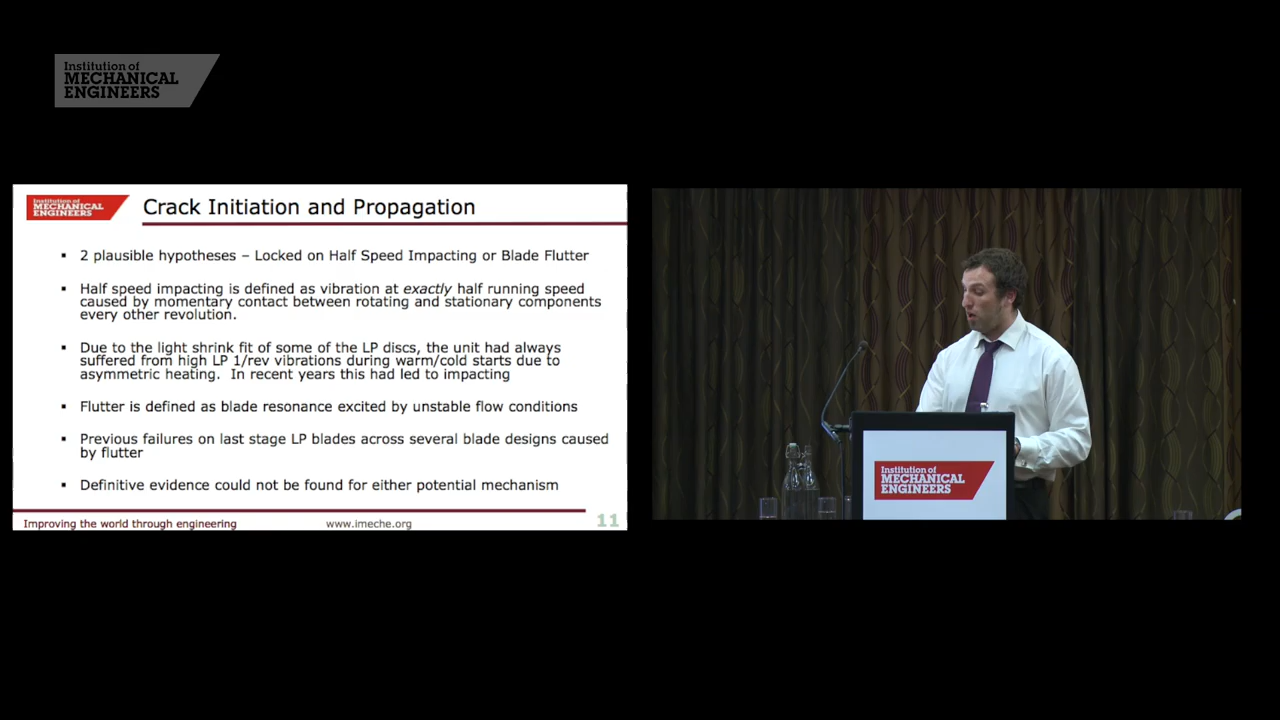 Institution of
MECHANICAL
ENGINEERS
Institution of
MECHANICAL
ENGINEERS
Crack Initiation and Propagation
▪ 2 plausible hypotheses – Locked on Half Speed Impacting or Blade Flutter
▪ Half speed impacting is defined as vibration at exactly half running speed
caused by momentary contact between rotating and stationary components
every other revolution.
▪ Due to the light shrink fit of some of the LP discs, the unit had always
suffered from high LP 1/rev vibrations during warm/cold starts due to
asymmetric heating. In recent years this had led to impacting
▪ Flutter is defined as blade resonance excited by unstable flow conditions
▪ Previous failures on last stage LP blades across several blade designs caused
by flutter
▪ Definitive evidence could not be found for either potential mechanism
Improving the world through engineering
www.imeche.org
11
Institution of
MECHANICAL
ENGINEERS